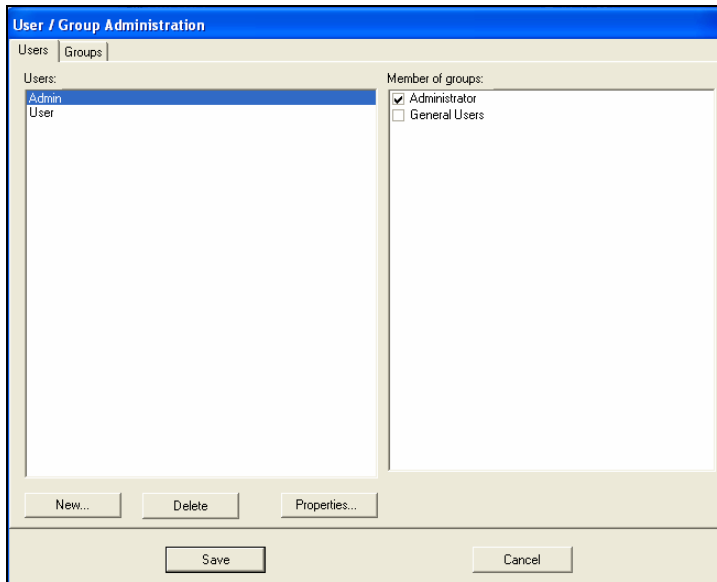 User / Group Administration
Users Groups
Users:
Admin
User
Member of groups:
Administrator
General Users
New... Delete Properties...
Save Cancel